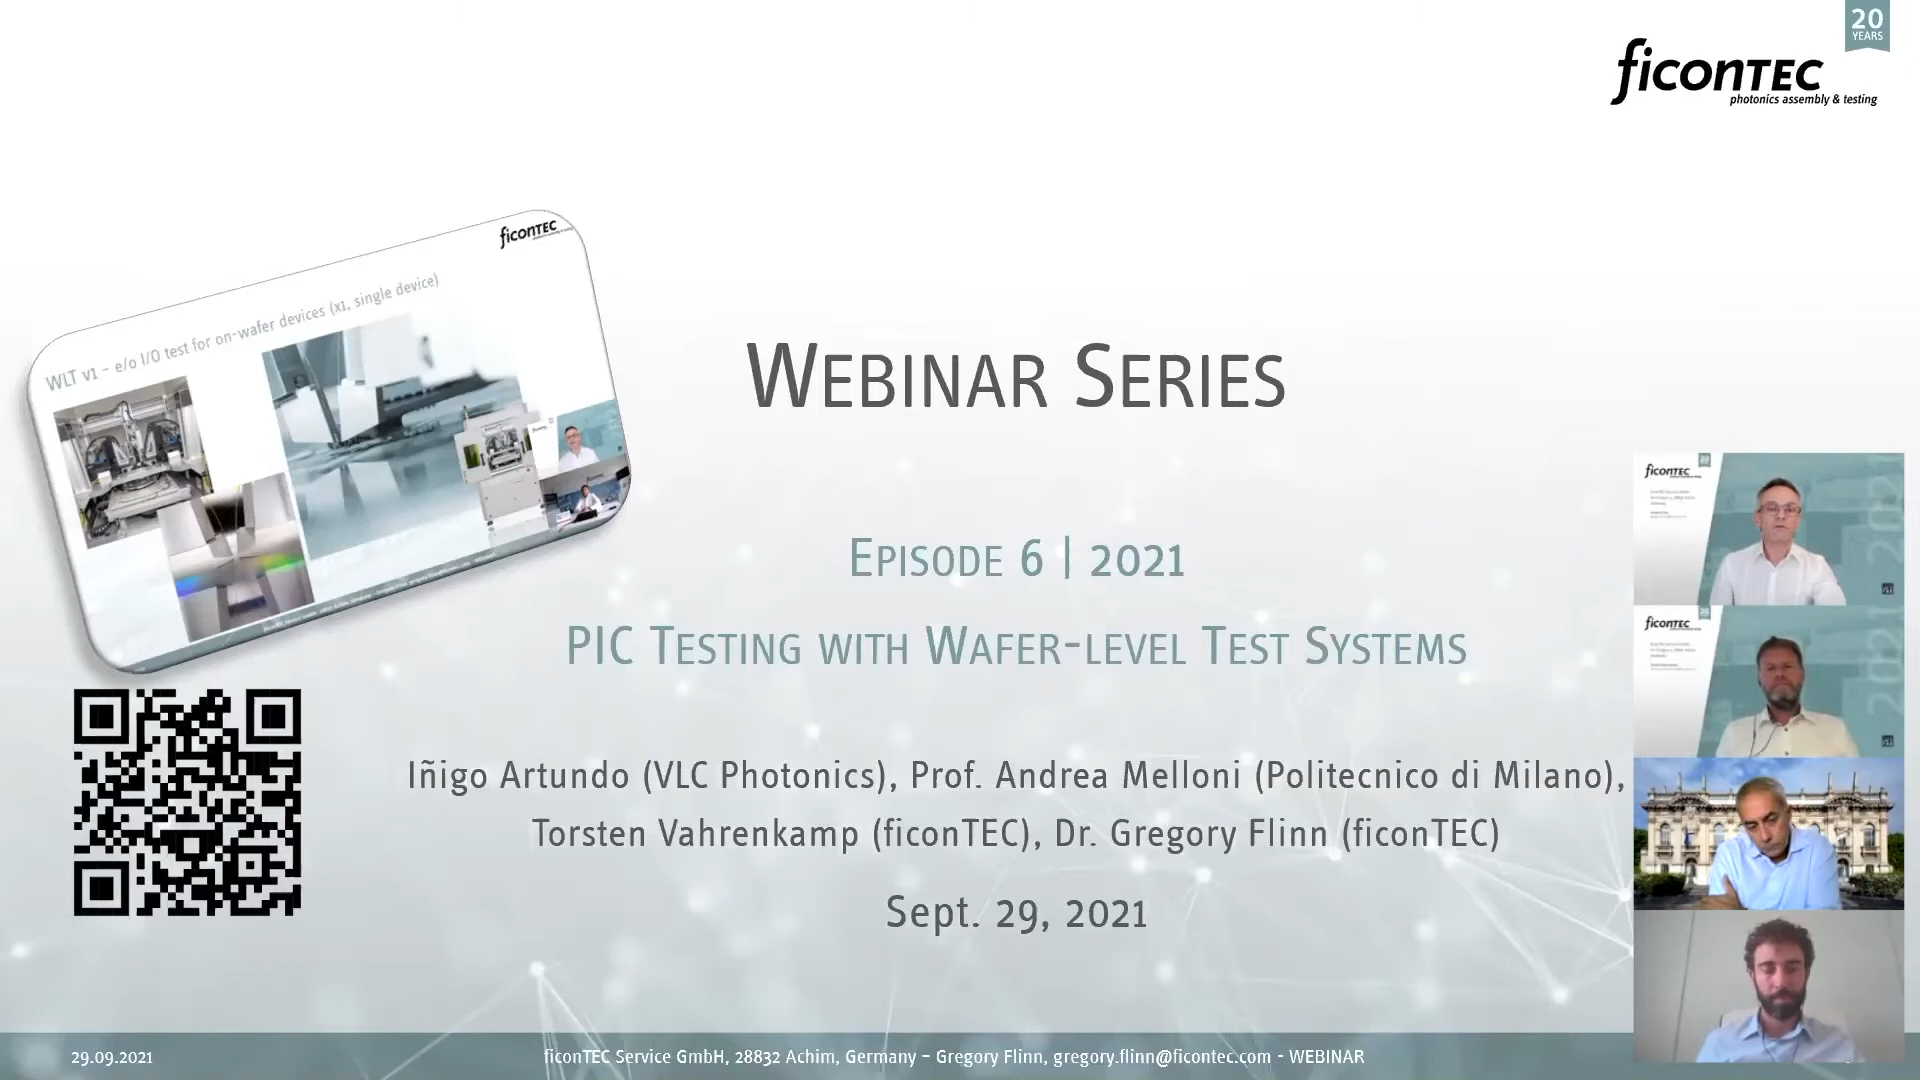 20
YEARS
ficonTEC
photonics assembly & testing
ficonTEC
WLT v1 – e/o I/O test for on-wafer devices (x1, single device)
WEBINAR SERIES
EPISODE 6 | 2021
PIC TESTING WITH WAFER-LEVEL TEST SYSTEMS
Iñigo Artundo (VLC Photonics), Prof. Andrea Melloni (Politecnico di Milano),
Torsten Vahrenkamp (ficonTEC), Dr. Gregory Flinn (ficonTEC)
Sept. 29, 2021
ficonTEC
2021
ficonTEC
2021
29.09.2021
ficonTEC Service GmbH, 28832 Achim, Germany – Gregory Flinn, gregory.flinn@ficontec.com - WEBINAR